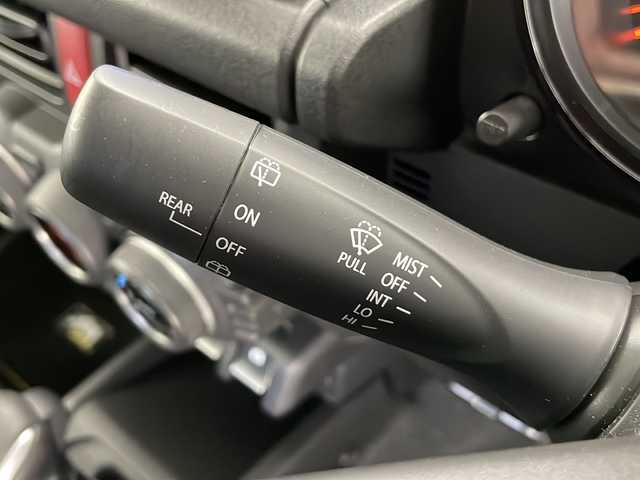 REAR
ON
OFF
PULL
MIST
OFF
INT
LO
HI